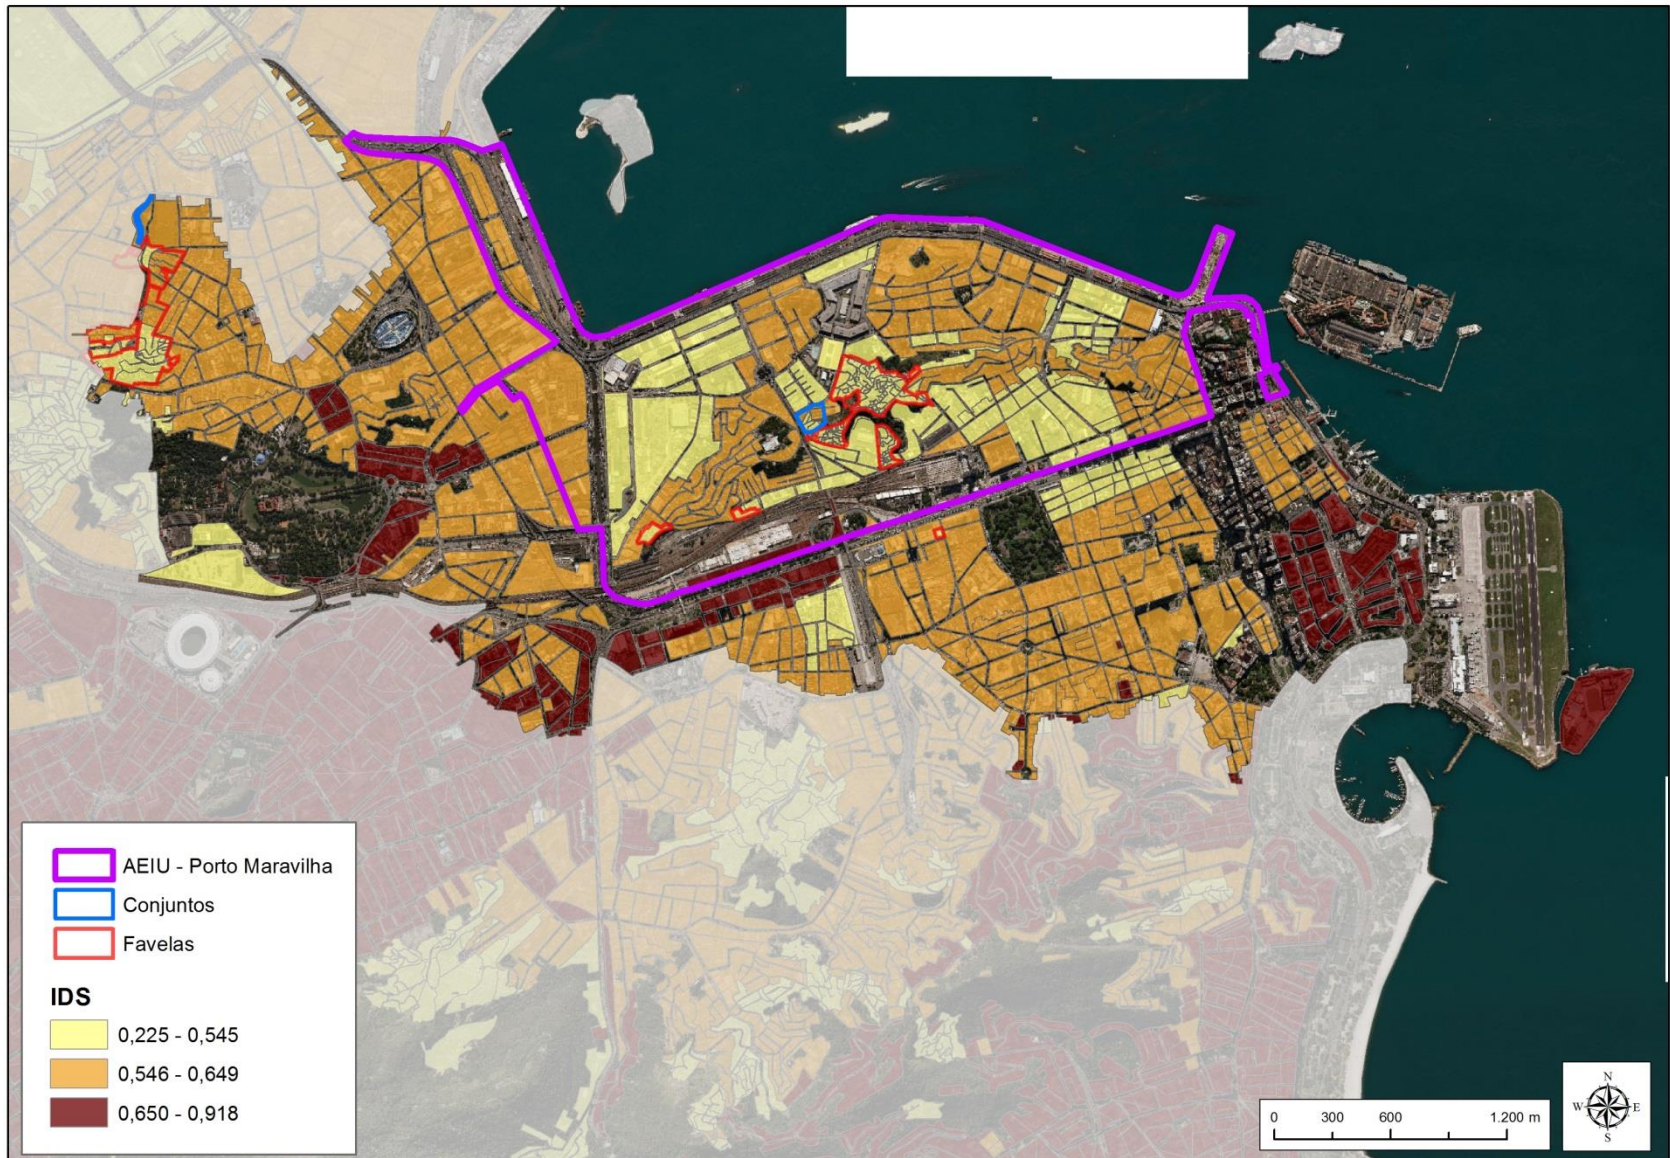 AEIU - Porto Maravilha
Conjuntos
Favelas
IDS
0,225 - 0,545
0,546 - 0,649
0,650 - 0,918
0 300 600 1.200 m
N
W E
S